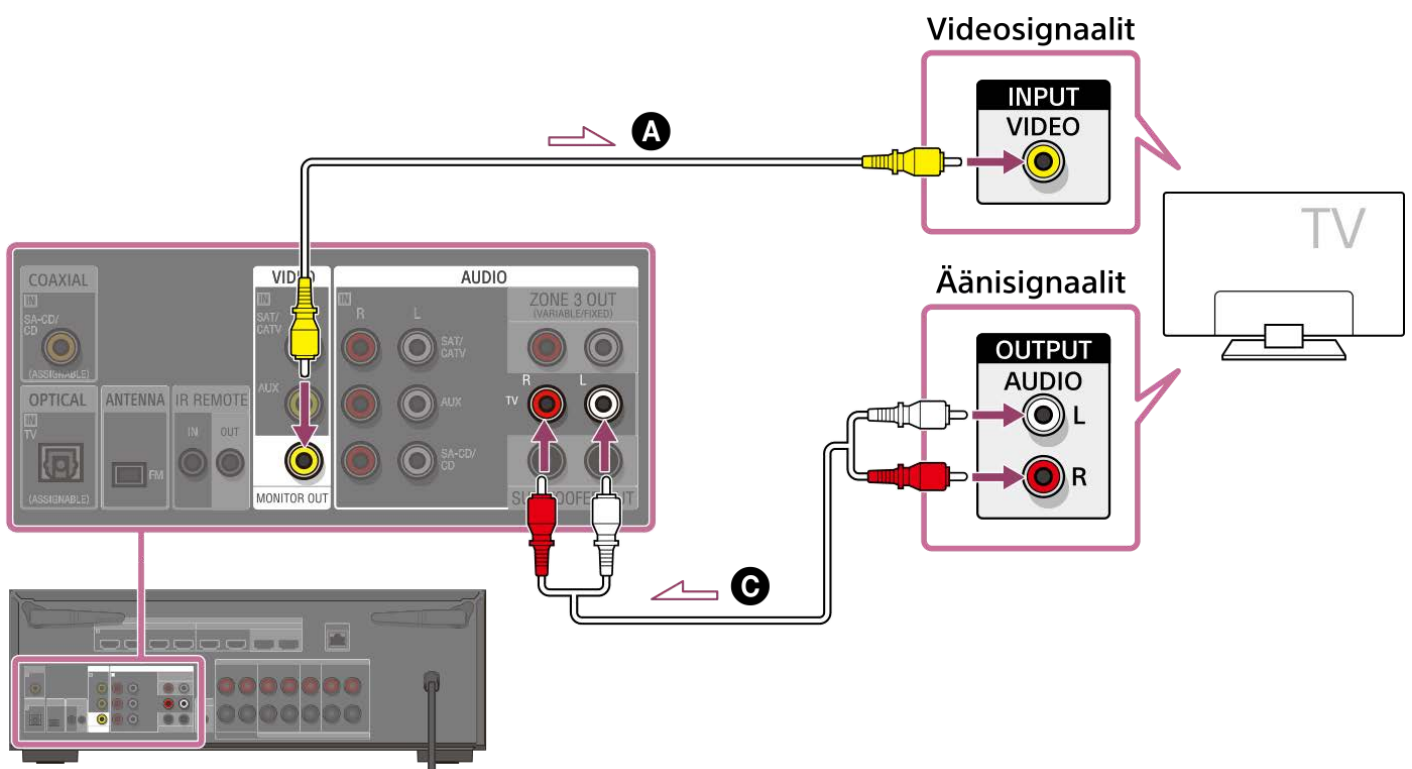 Videosignaalit
INPUT
VIDEO
A
TV
COAXIAL
IN
SA-CD/
CD
(ASSIGNABLE)
VIDEO
IN
SAT/
CATV
AUX
MONITOR OUT
AUDIO
IN
R
L
SAT/
CATV
AUX
SA-CD/
CD
ZONE 3 OUT
(VARIABLE/FIXED)
R
L
TV
SUBWOOFER OUT
OPTICAL
IN
TV
(ASSIGNABLE)
ANTENNA
FM
IR REMOTE
IN
OUT
Äänisignaalit
OUTPUT
AUDIO
L
R
C